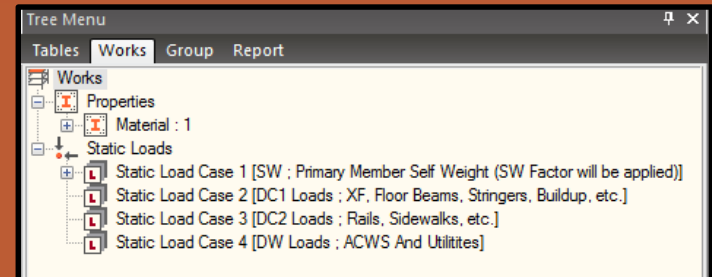 Tree Menu
Tables Works Group Report
Works
Properties
Material : 1
Static Loads
Static Load Case 1 [SW ; Primary Member Self Weight (SW Factor will be applied)]
Static Load Case 2 [DC1 Loads ; XF, Floor Beams, Stringers, Buildup, etc.]
Static Load Case 3 [DC2 Loads ; Rails, Sidewalks, etc.]
Static Load Case 4 [DW Loads ; ACWS And Utilitites]